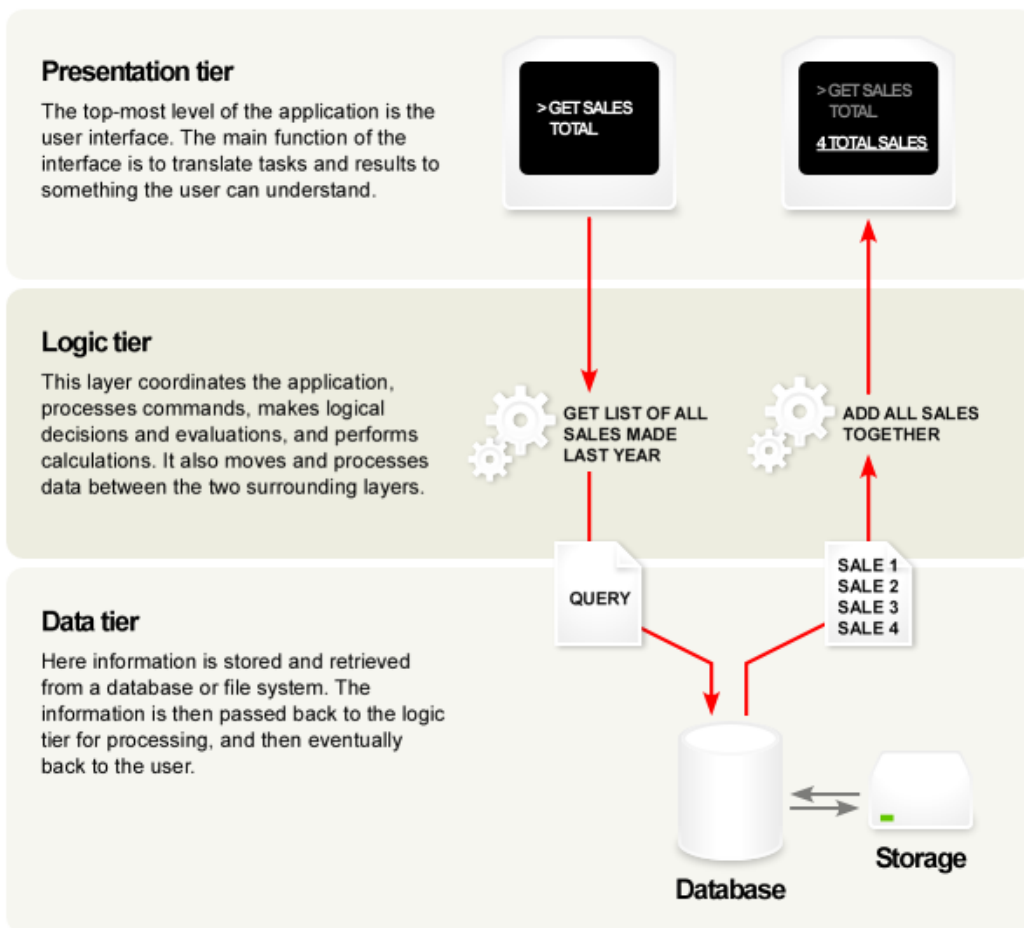 Presentation tier
The top-most level of the application is the
user interface. The main function of the
interface is to translate tasks and results to
something the user can understand.
>GET SALES
TOTAL
>GET SALES
TOTAL
4 TOTAL SALES
Logic tier
This layer coordinates the application,
processes commands, makes logical
decisions and evaluations, and performs
calculations. It also moves and processes
data between the two surrounding layers.
GET LIST OF ALL
SALES MADE
LAST YEAR
ADD ALL SALES
TOGETHER
QUERY
SALE 1
SALE 2
SALE 3
SALE 4
Data tier
Here information is stored and retrieved
from a database or file system. The
information is then passed back to the logic
tier for processing, and then eventually
back to the user.
Database
Storage